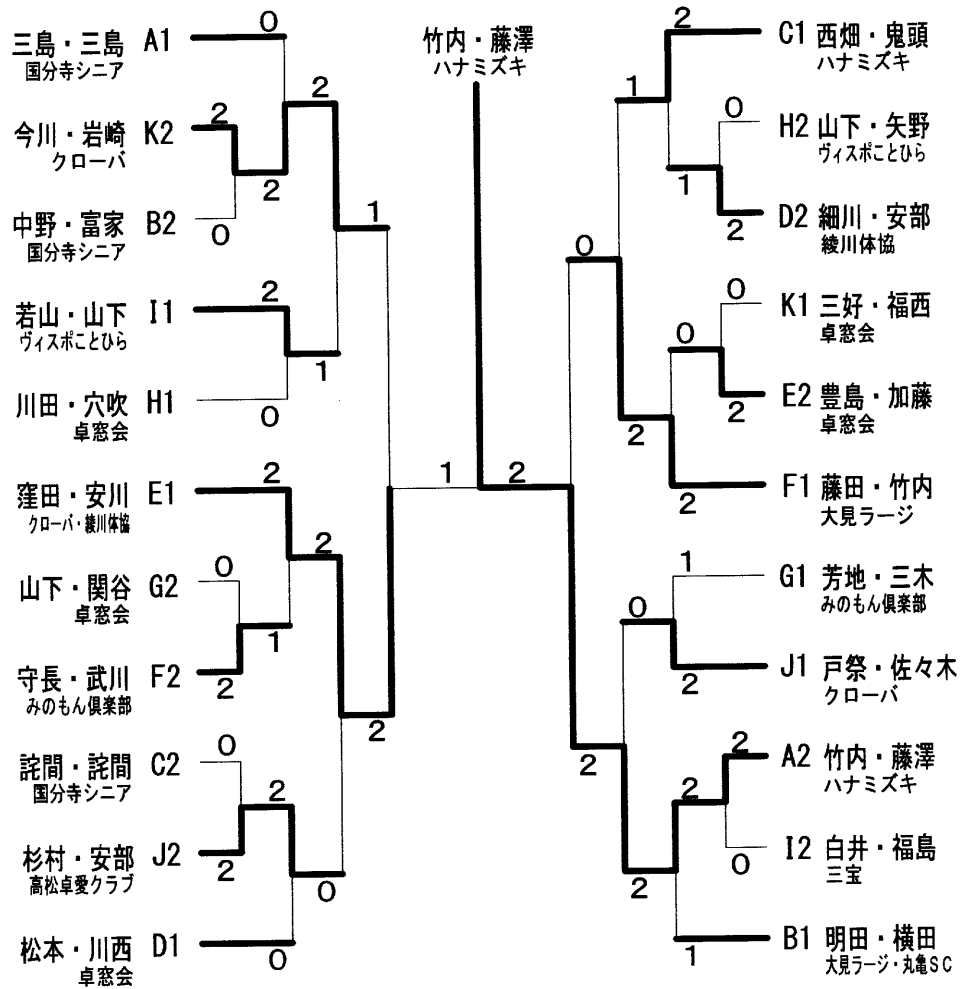 竹内・藤澤
ハナミズキ
三島・三島 A1
国分寺シニア
0
今川・岩崎 K2
クローバ
2
2
2
中野・富家 B2
国分寺シニア
0
1
若山・山下 I1
ヴィスポことひら
2
1
川田・穴吹 H1
卓窓会
0
窪田・安川 E1
クローバ・綾川体協
2
1
2
山下・関谷 G2
卓窓会
0
2
1
守長・武川 F2
みのもん倶楽部
2
2
詫間・詫間 C2
国分寺シニア
0
2
杉村・安部 J2
高松卓愛クラブ
2
0
松本・川西 D1
卓窓会
0
2
C1 西畑・鬼頭
ハナミズキ
1
0
H2 山下・矢野
ヴィスポことひら
1
2
D2 細川・安部
綾川体協
0
0
K1 三好・福西
卓窓会
0
2
E2 豊島・加藤
卓窓会
2
2
F1 藤田・竹内
大見ラージ
1
G1 芳地・三木
みのもん倶楽部
0
2
J1 戸祭・佐々木
クローバ
2
2
A2 竹内・藤澤
ハナミズキ
2
0
I2 白井・福島
三宝
2
1
B1 明田・横田
大見ラージ・丸亀SC